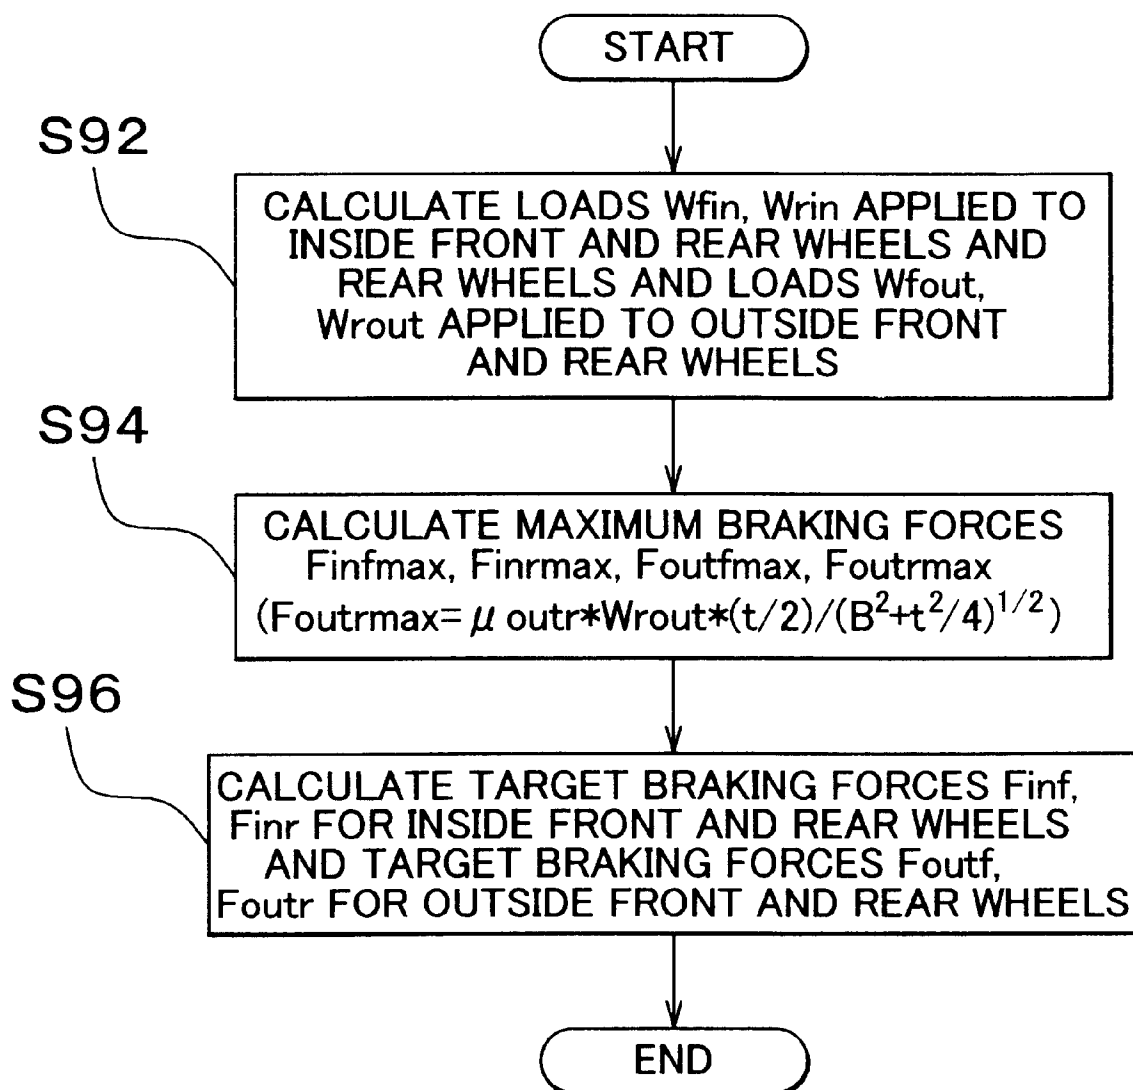 START
S92
CALCULATE LOADS Wfin, Wrin APPLIED TO
INSIDE FRONT AND REAR WHEELS AND
REAR WHEELS AND LOADS Wfout,
Wrout APPLIED TO OUTSIDE FRONT
AND REAR WHEELS
S94
CALCULATE MAXIMUM BRAKING FORCES
Finfmax, Finrmax, Foutfmax, Foutrmax
(Foutrmax= μ outr*Wrout*(t/2)/(B²+t²/4)^1/2)
S96
CALCULATE TARGET BRAKING FORCES Finf,
Finr FOR INSIDE FRONT AND REAR WHEELS
AND TARGET BRAKING FORCES Foutf,
Foutr FOR OUTSIDE FRONT AND REAR WHEELS
END